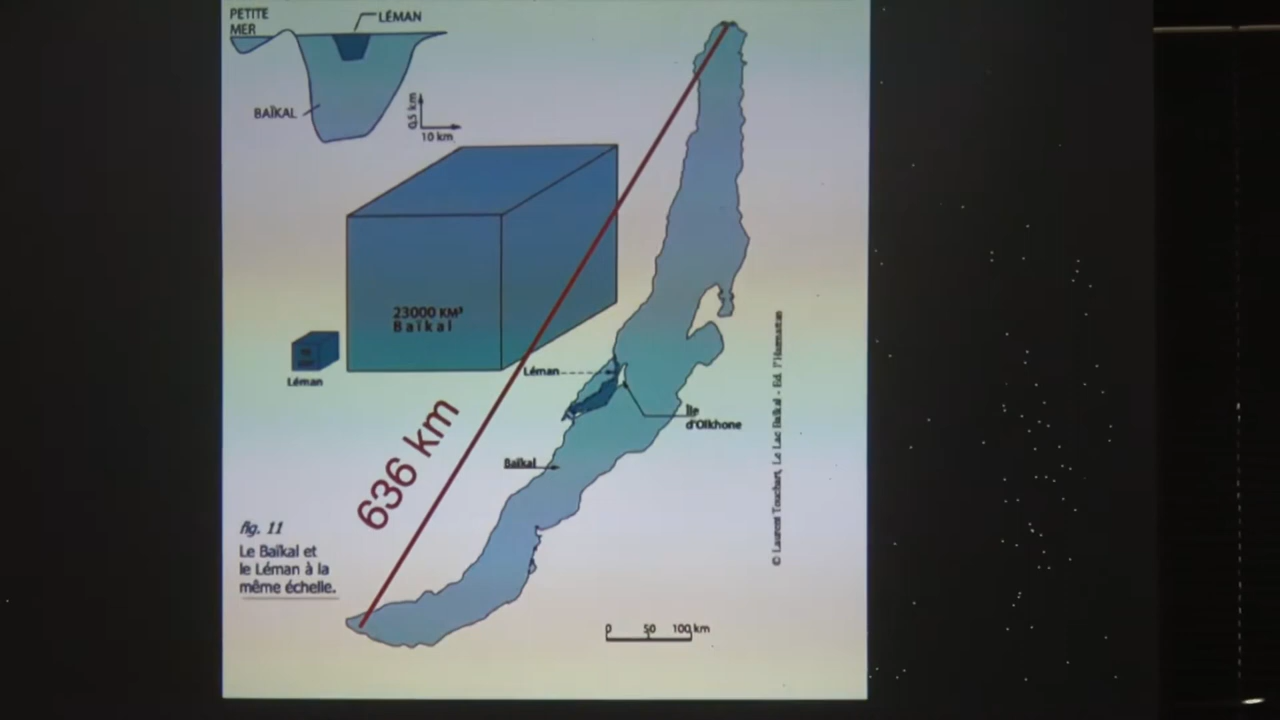 PETITE
MER
LÉMAN
BAÏKAL
0,5 km
10 km
23000 KM³
Baïkal
Léman
636 km
Léman
Île
d'Olkhone
Baïkal
© Laurent Touchart, Le Lac Baïkal - Ed. l'Harmattan
fig. 11
Le Baïkal et
le Léman à la
même échelle.
0 50 100 km